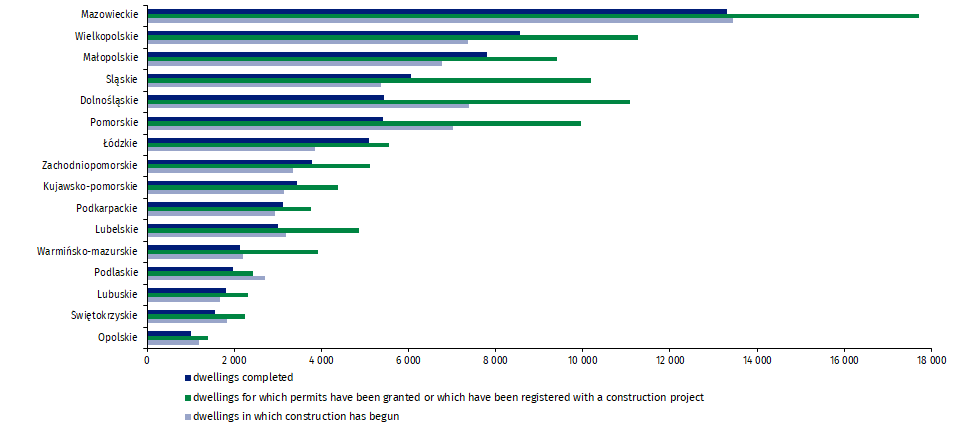 Mazowieckie
Wielkopolskie
Małopolskie
Sląskie
Dolnośląskie
Pomorskie
Łódzkie
Zachodniopomorskie
Kujawsko-pomorskie
Podkarpackie
Lubelskie
Warmińsko-mazurskie
Podlaskie
Lubuskie
Swiętokrzyskie
Opolskie
0 2 000 4 000 6 000 8 000 10 000 12 000 14 000 16 000 18 000
dwellings completed
dwellings for which permits have been granted or which have been registered with a construction project
dwellings in which construction has begun